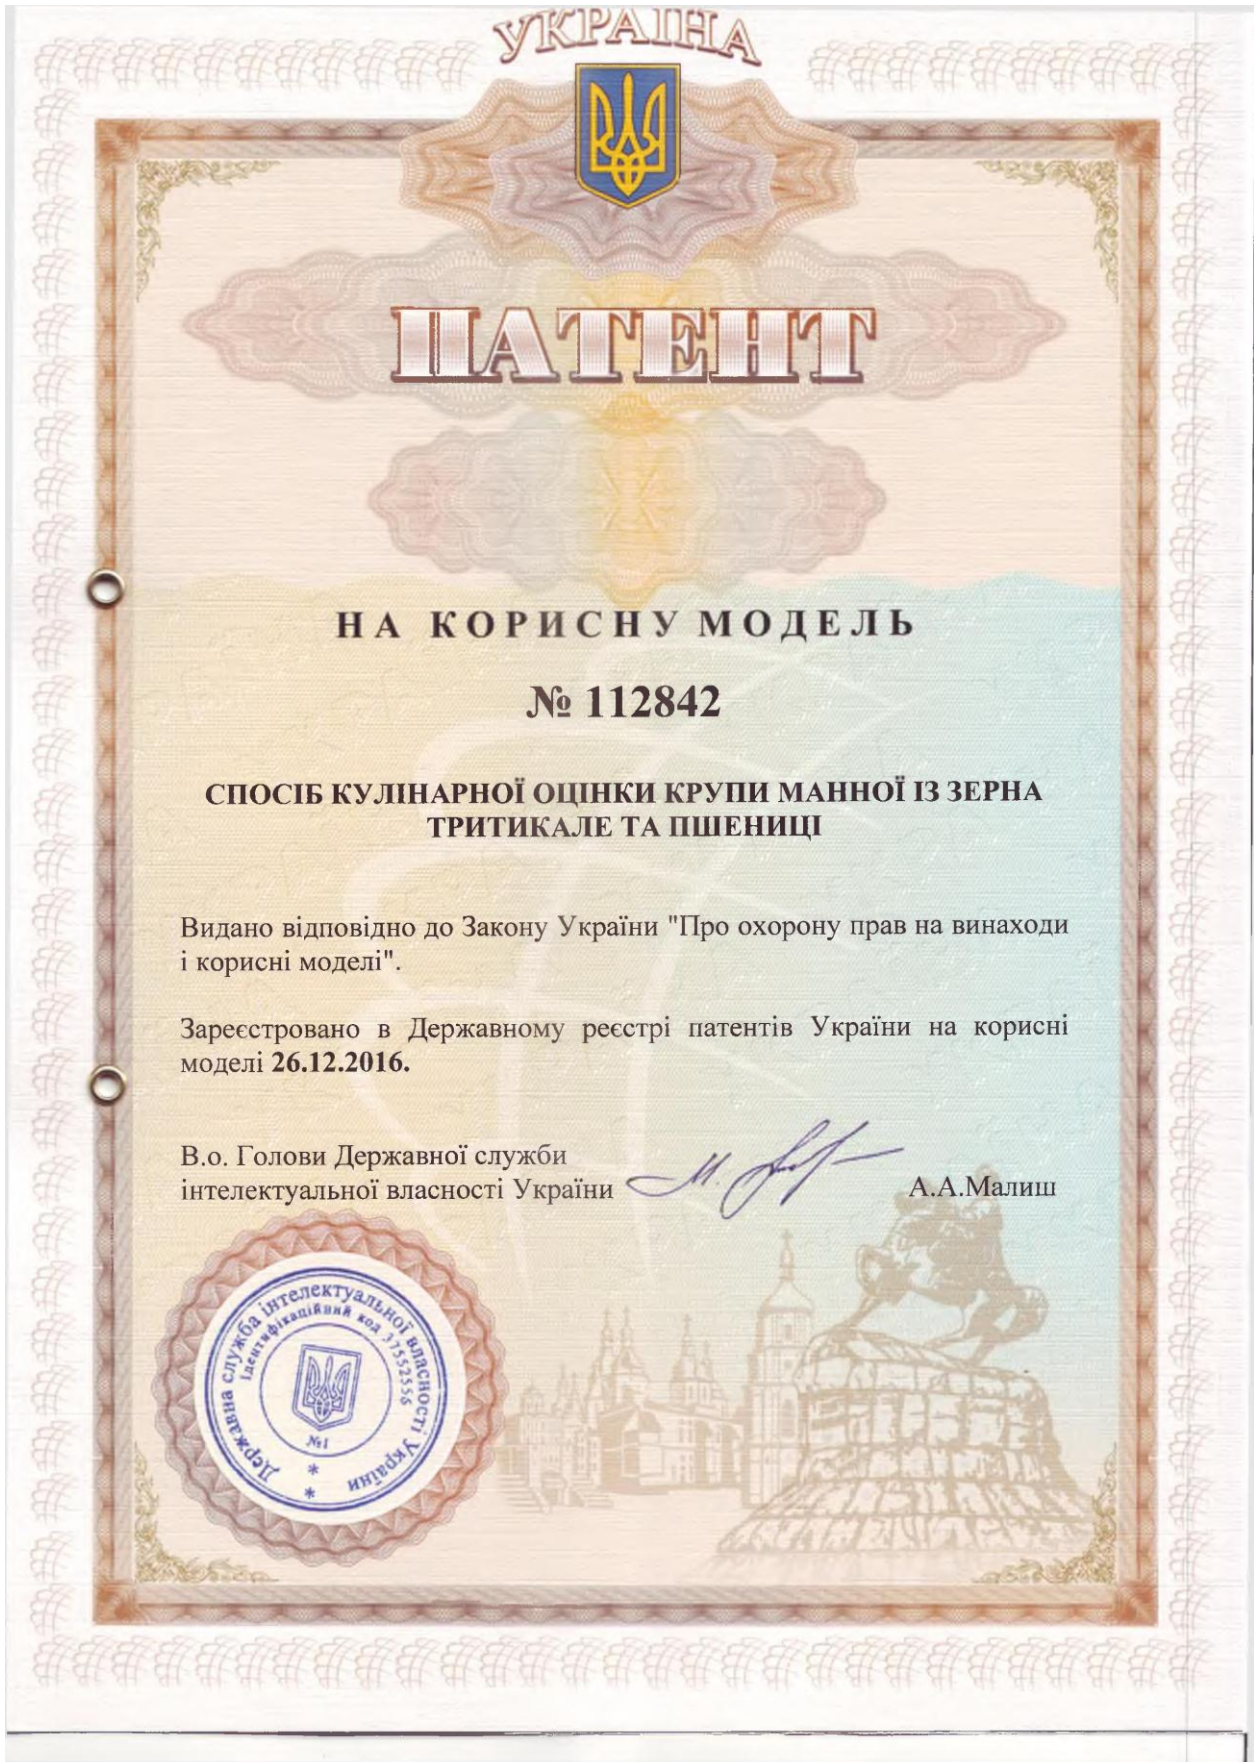 УКРАЇНА
ПАТЕНТ
НА КОРИСНУ МОДЕЛЬ
№ 112842
СПОСІБ КУЛІНАРНОЇ ОЦІНКИ КРУПИ МАННОЇ ІЗ ЗЕРНА
ТРИТИКАЛЕ ТА ПШЕНИЦІ
Видано відповідно до Закону України "Про охорону прав на винаходи
і корисні моделі".
Зареєстровано в Державному реєстрі патентів України на корисні
моделі 26.12.2016.
В.о. Голови Державної служби
інтелектуальної власності України
А.А.Малиш
Державна служба інтелектуальної власності України
Ідентифікаційний код 37552556
№1